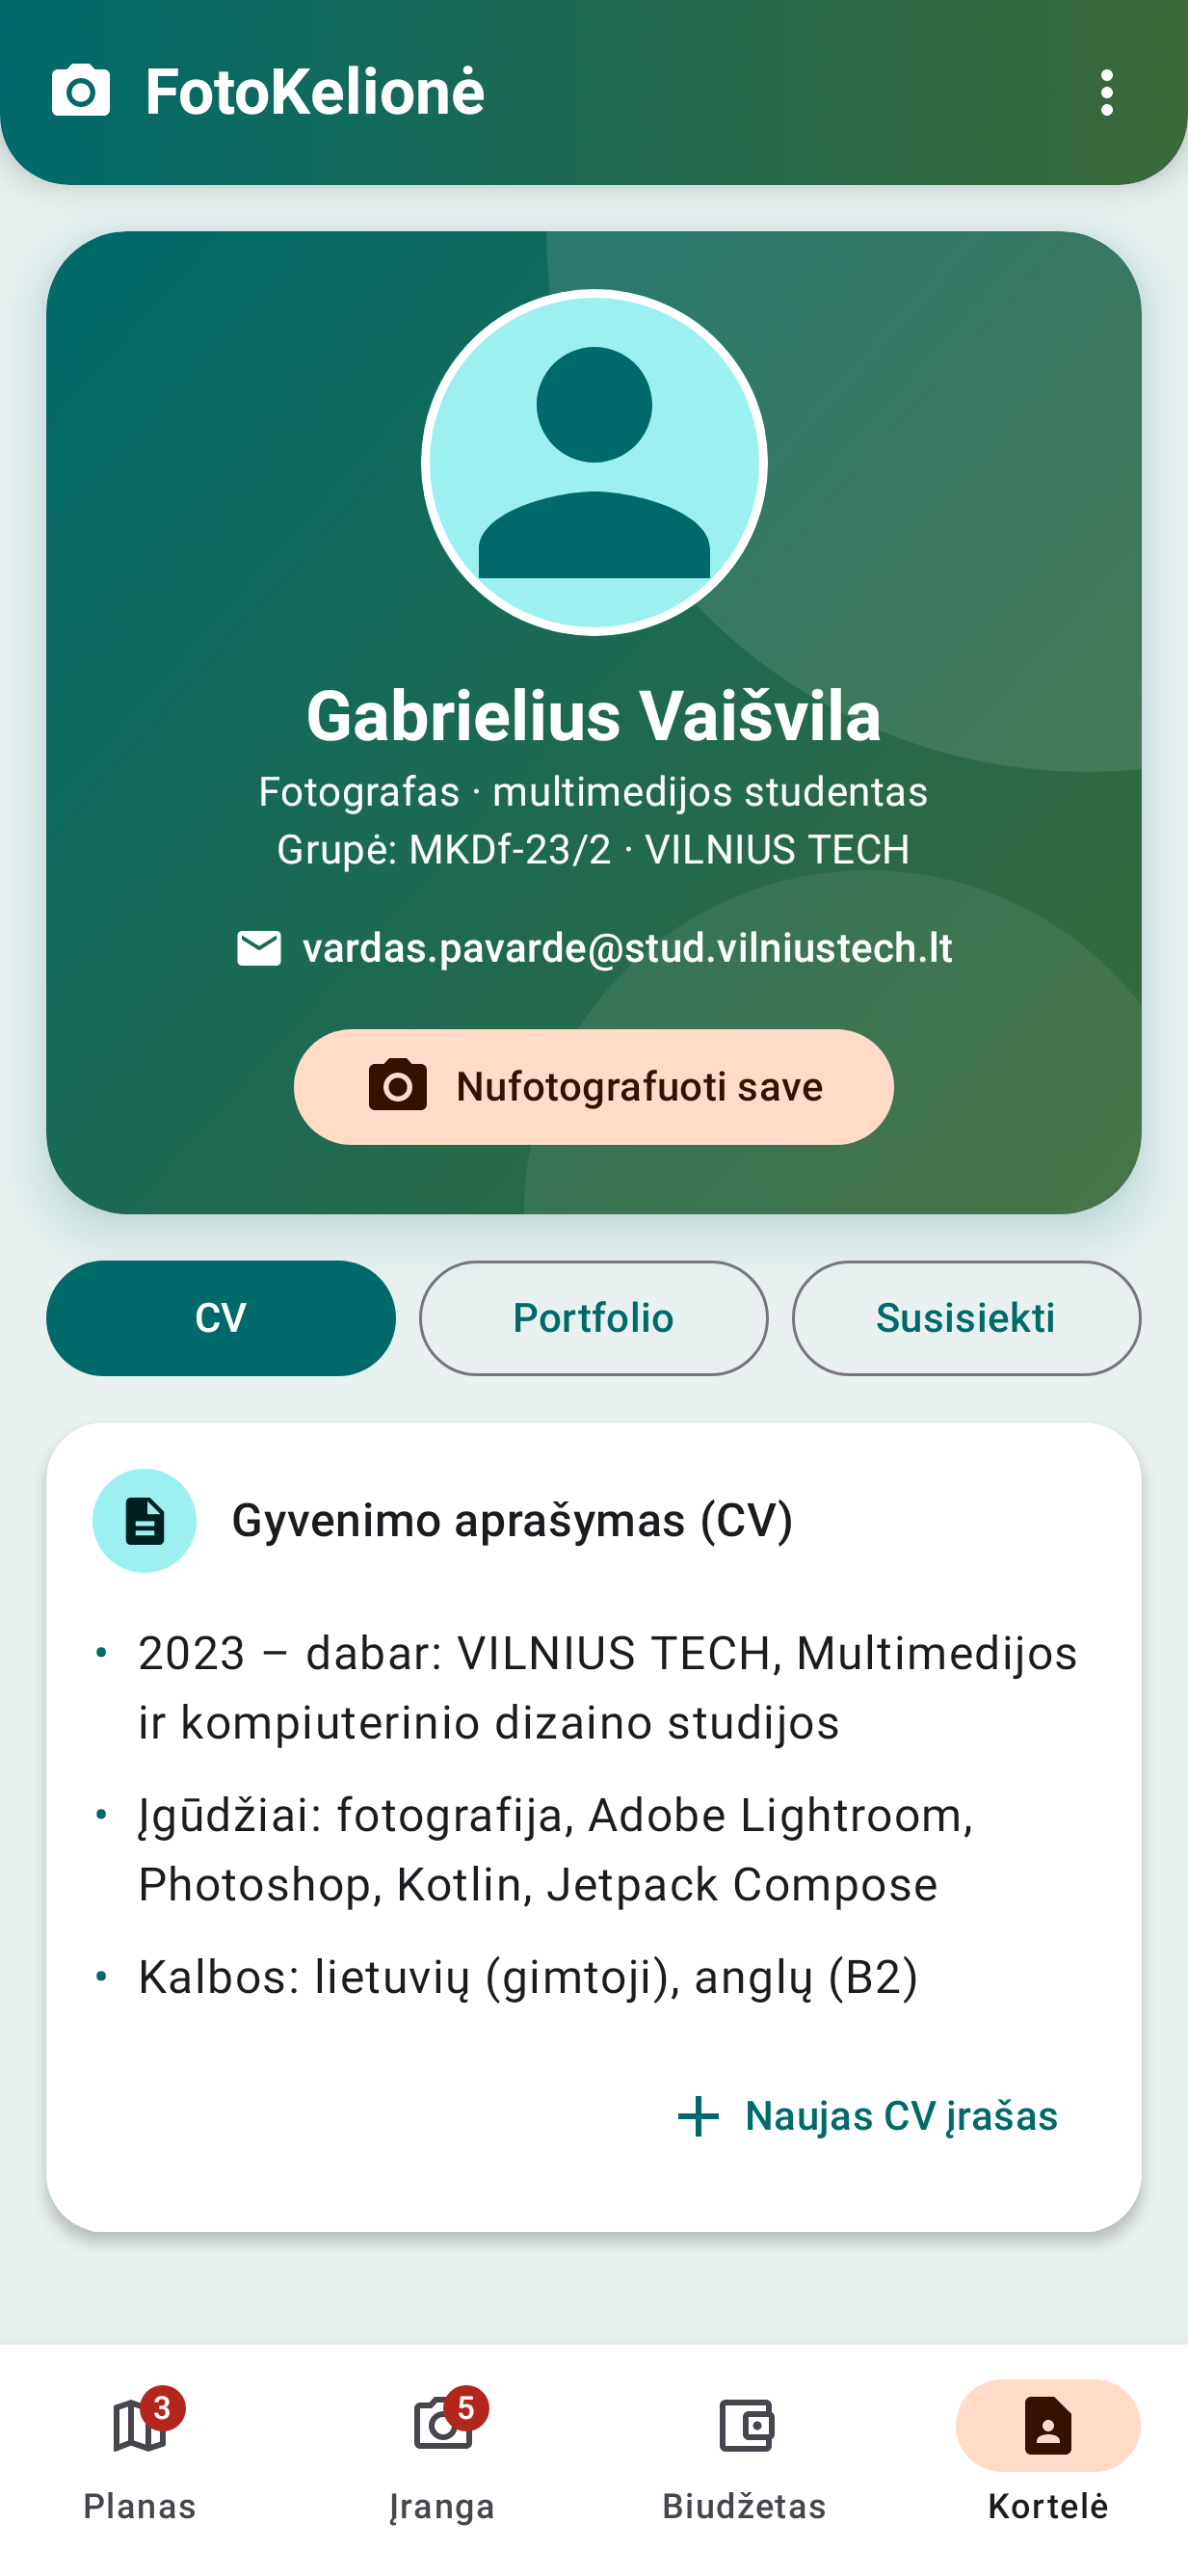 FotoKelionė
Gabrielius Vaišvila
Fotografas · multimedijos studentas
Grupė: MKDf-23/2 · VILNIUS TECH
vardas.pavarde@stud.vilniustech.lt
Nufotografuoti save
CV
Portfolio
Susisiekti
Gyvenimo aprašymas (CV)
• 2023 – dabar: VILNIUS TECH, Multimedijos
ir kompiuterinio dizaino studijos
• Įgūdžiai: fotografija, Adobe Lightroom,
Photoshop, Kotlin, Jetpack Compose
• Kalbos: lietuvių (gimtoji), anglų (B2)
Naujas CV įrašas
3
5
Planas
Įranga
Biudžetas
Kortelė